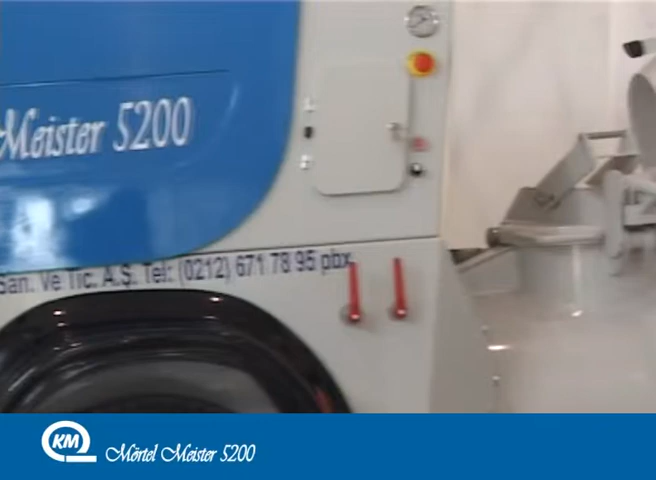 Meister 5200
San. Ve Tic. A.Ş. Tel: (0212) 671 78 95 pbx
KM
Mörtel Meister 5200